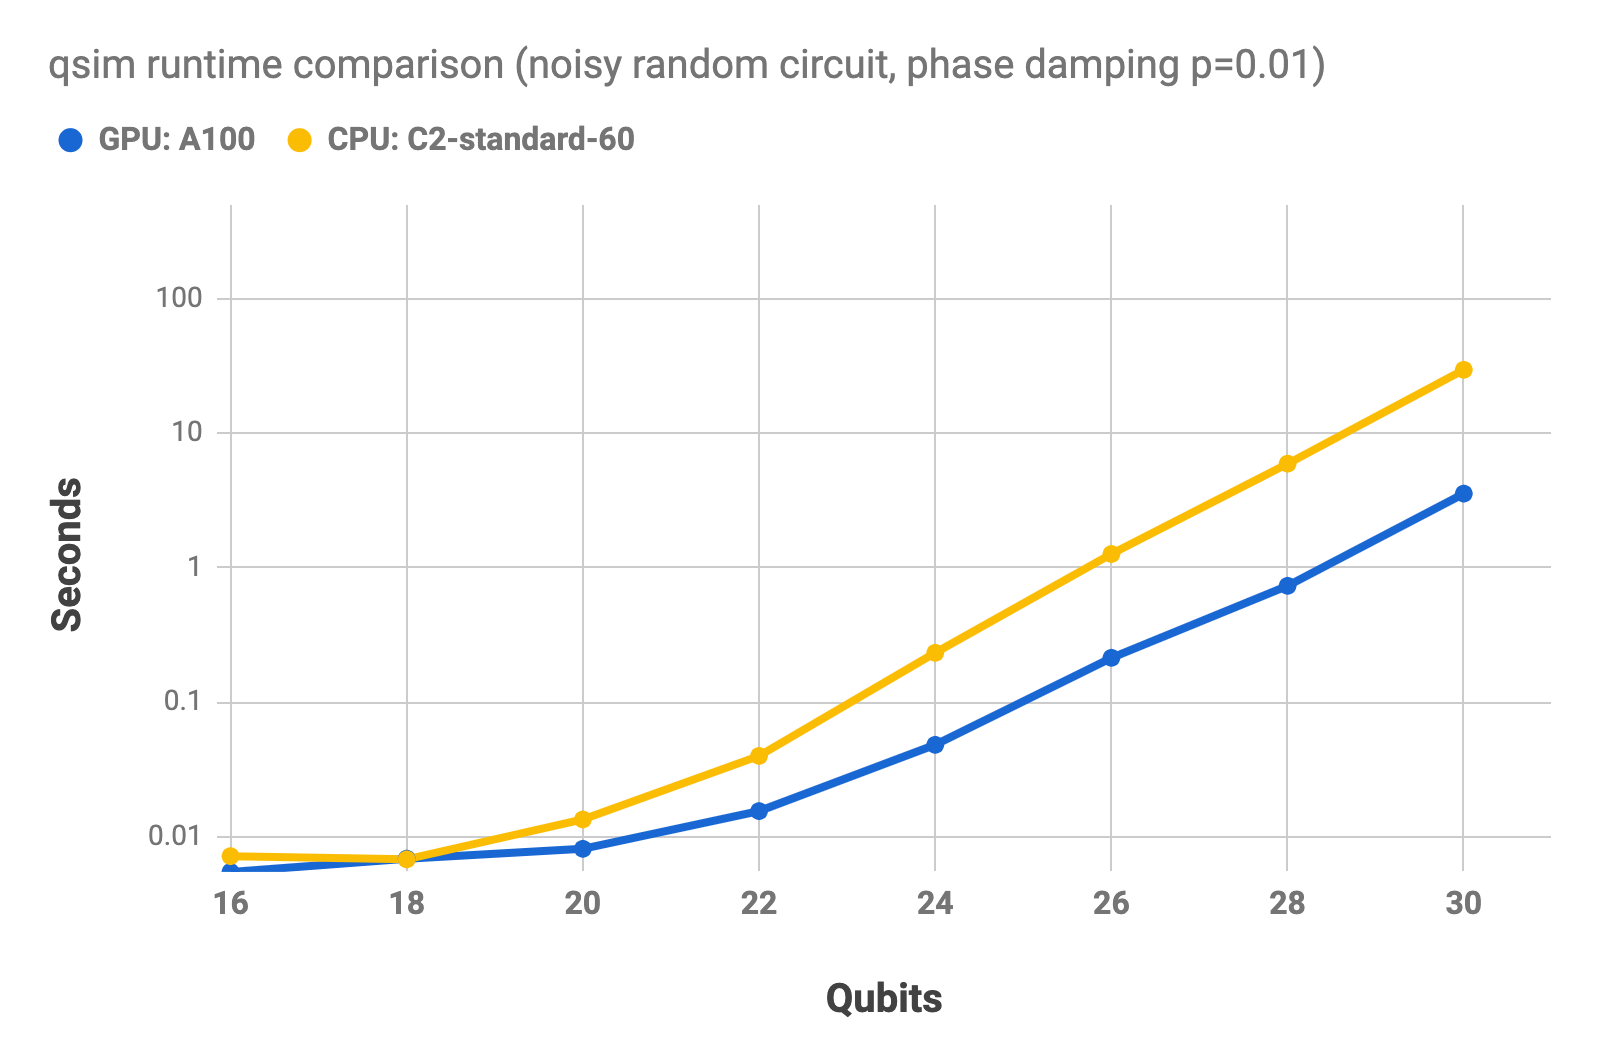 qsim runtime comparison (noisy random circuit, phase damping p=0.01)
GPU: A100 CPU: C2-standard-60
100
10
1
0.1
0.01
Seconds
16 18 20 22 24 26 28 30
Qubits